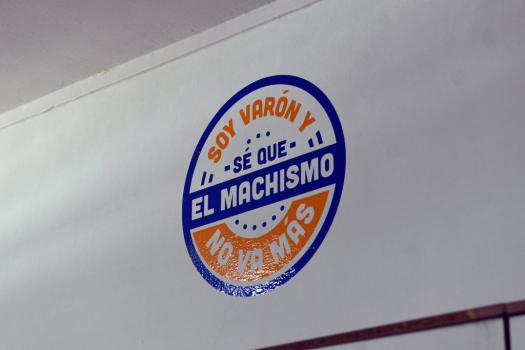 SOY VARÓN Y
- SÉ QUE -
EL MACHISMO
NO VA MÁS